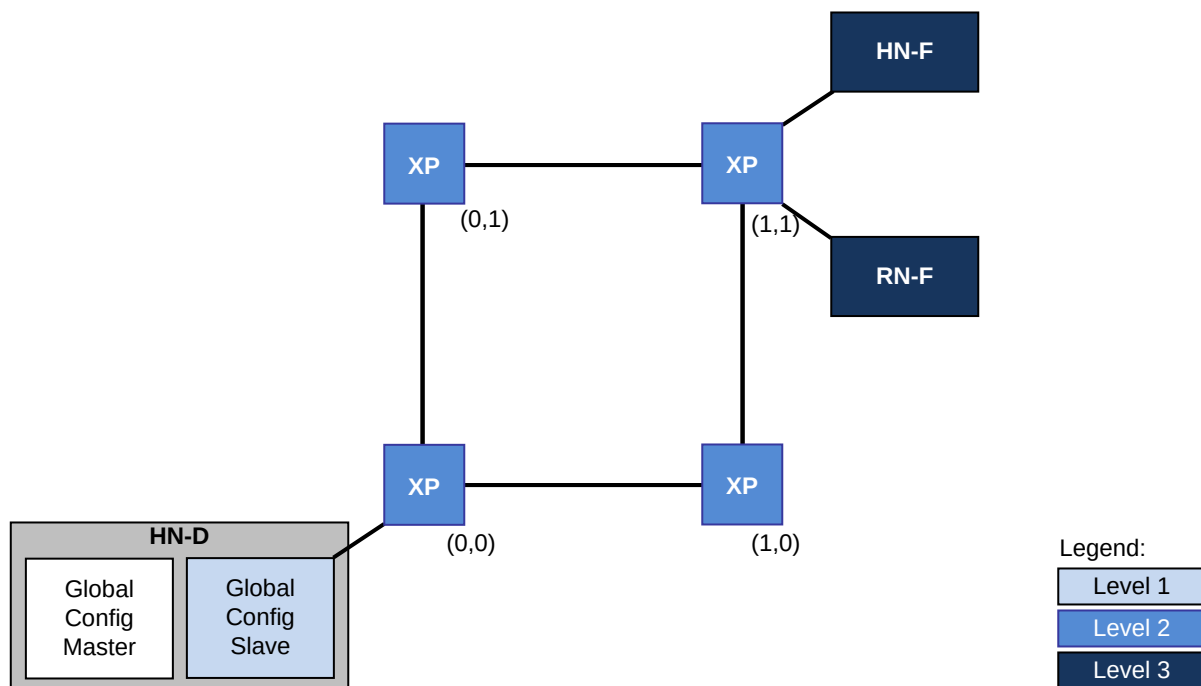 HN-F
XP
XP
(0,1)
(1,1)
RN-F
XP
XP
HN-D
(0,0)
(1,0)
Global
Config
Master
Global
Config
Slave
Legend:
Level 1
Level 2
Level 3